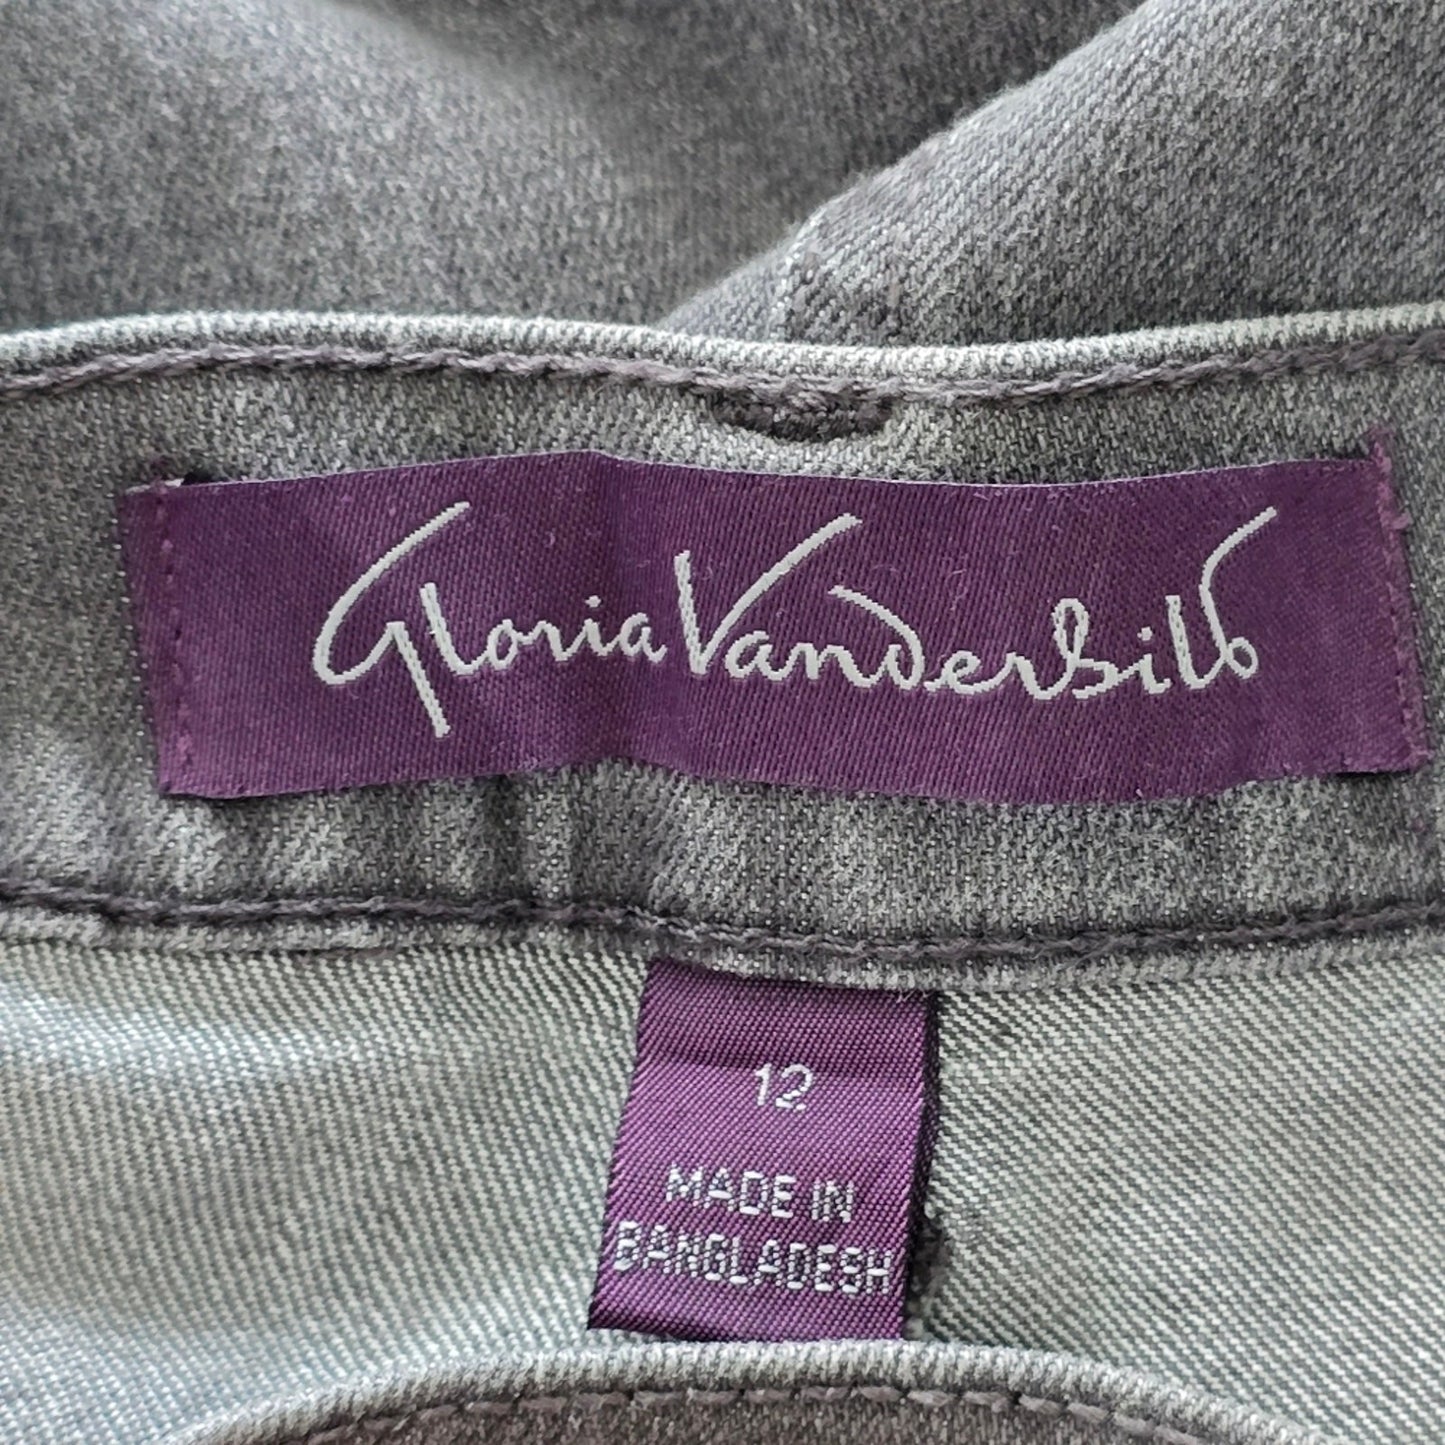 Gloria Vanderbilt
12
MADE IN
BANGLADESH